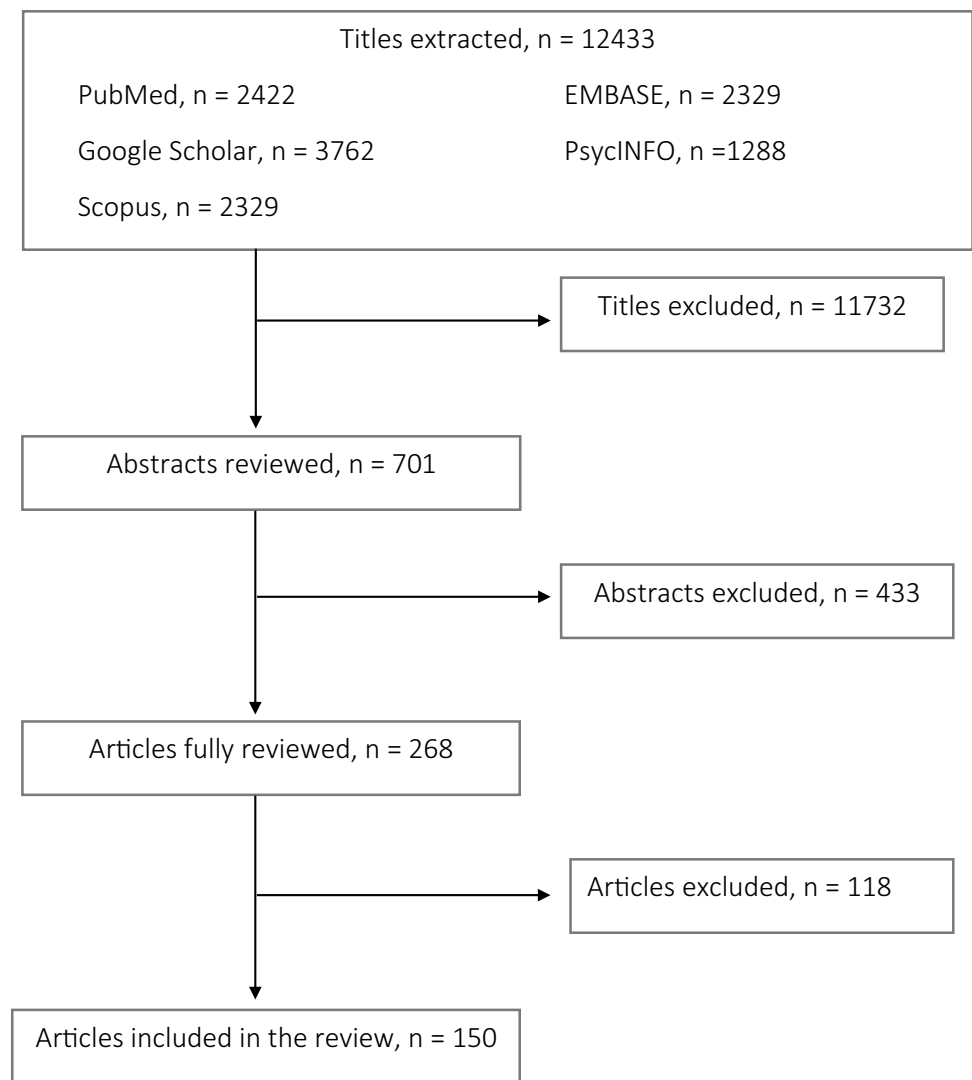 Titles extracted, n = 12433
PubMed, n = 2422
EMBASE, n = 2329
Google Scholar, n = 3762
PsycINFO, n =1288
Scopus, n = 2329
Titles excluded, n = 11732
Abstracts reviewed, n = 701
Abstracts excluded, n = 433
Articles fully reviewed, n = 268
Articles excluded, n = 118
Articles included in the review, n = 150